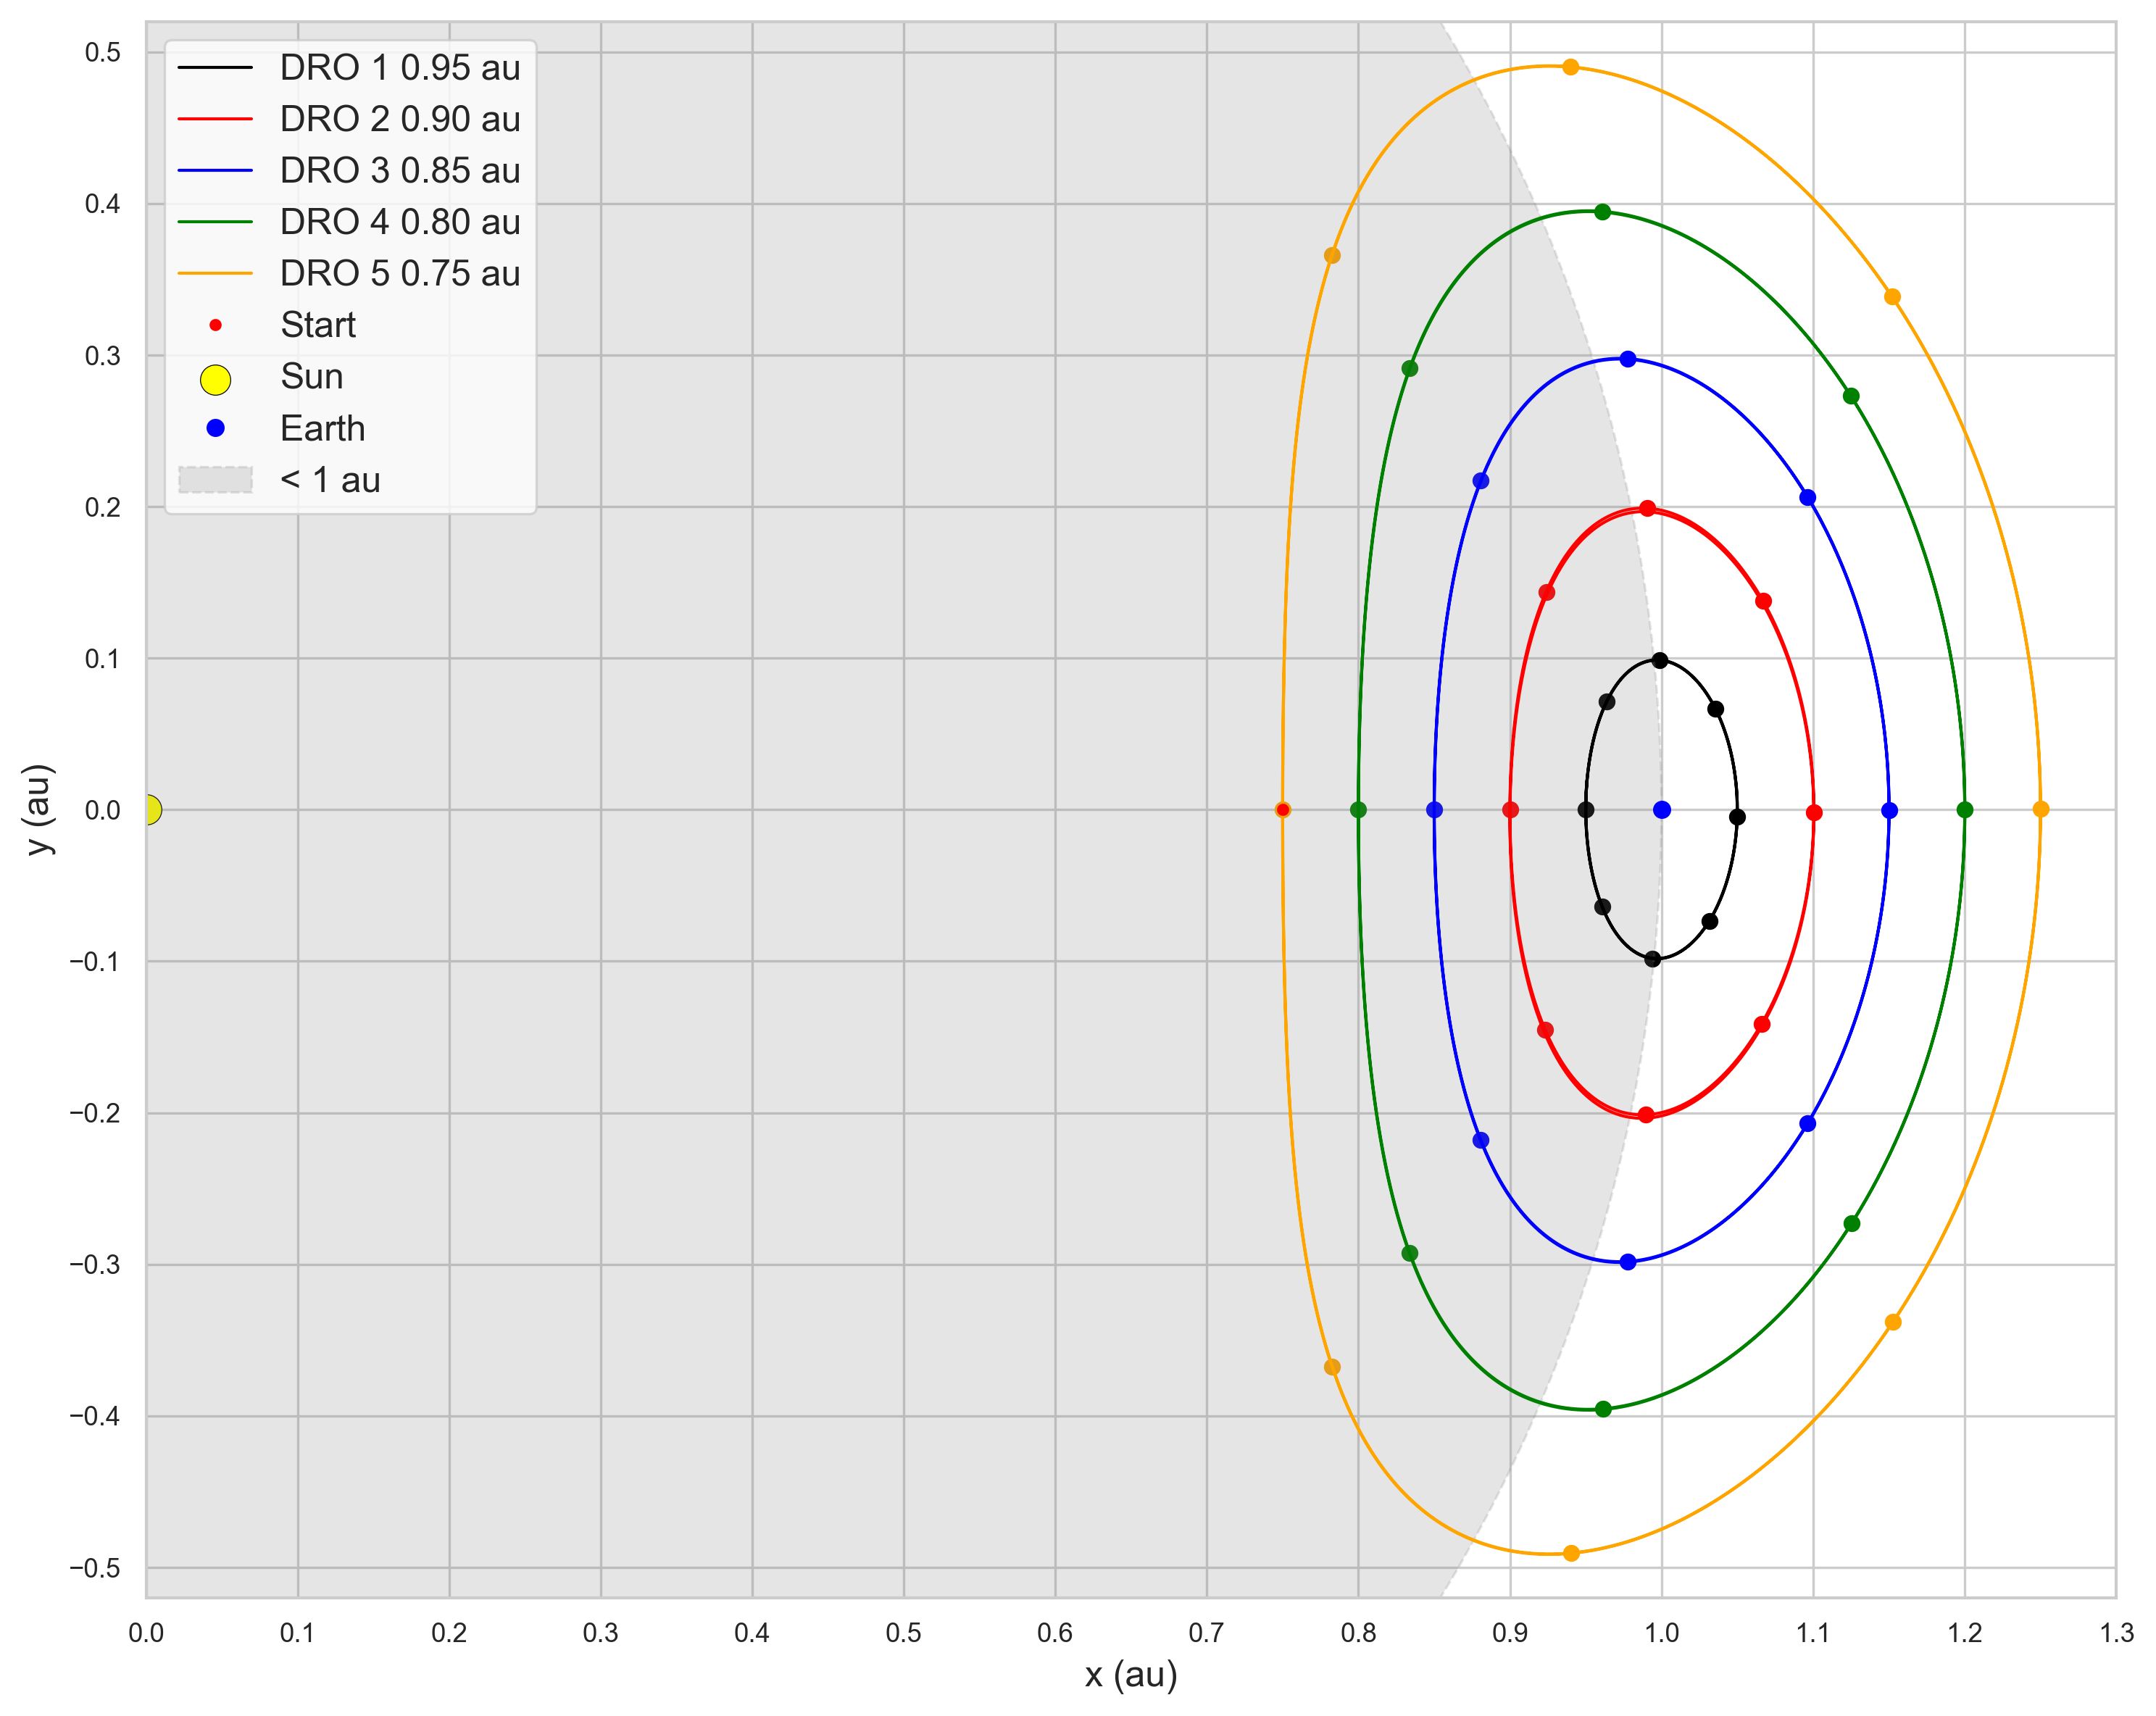 DRO 1 0.95 au
DRO 2 0.90 au
DRO 3 0.85 au
DRO 4 0.80 au
DRO 5 0.75 au
Start
Sun
Earth
< 1 au
0.5
0.4
0.3
0.2
0.1
0.0
−0.1
−0.2
−0.3
−0.4
−0.5
y (au)
0.0 0.1 0.2 0.3 0.4 0.5 0.6 0.7 0.8 0.9 1.0 1.1 1.2 1.3
x (au)